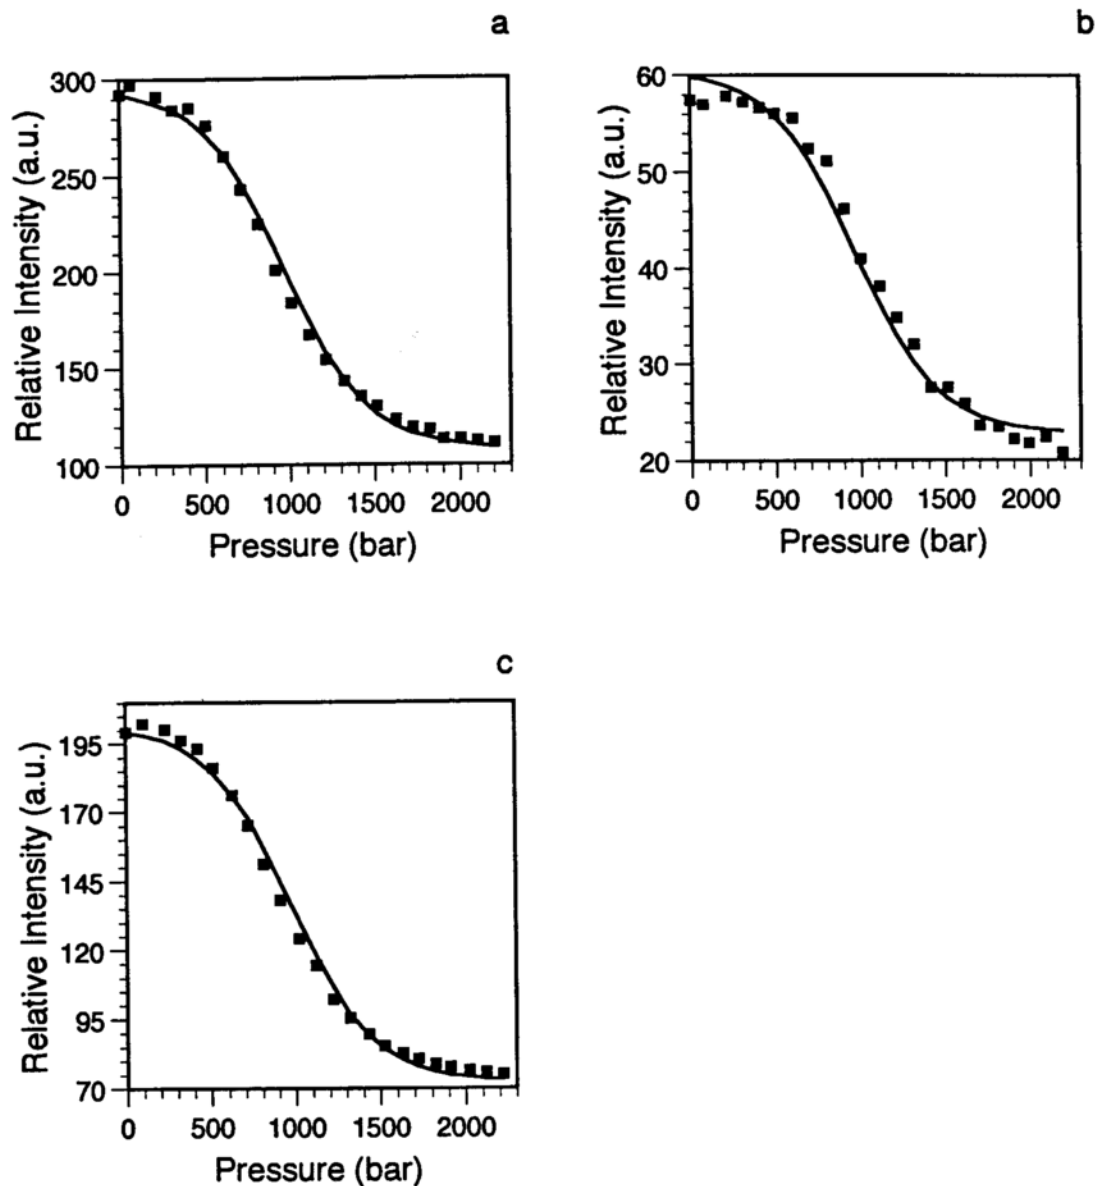 a
Relative Intensity (a.u.)
300
250
200
150
100
0 500 1000 1500 2000
Pressure (bar)
b
Relative Intensity (a.u.)
60
50
40
30
20
0 500 1000 1500 2000
Pressure (bar)
c
Relative Intensity (a.u.)
195
170
145
120
95
70
0 500 1000 1500 2000
Pressure (bar)